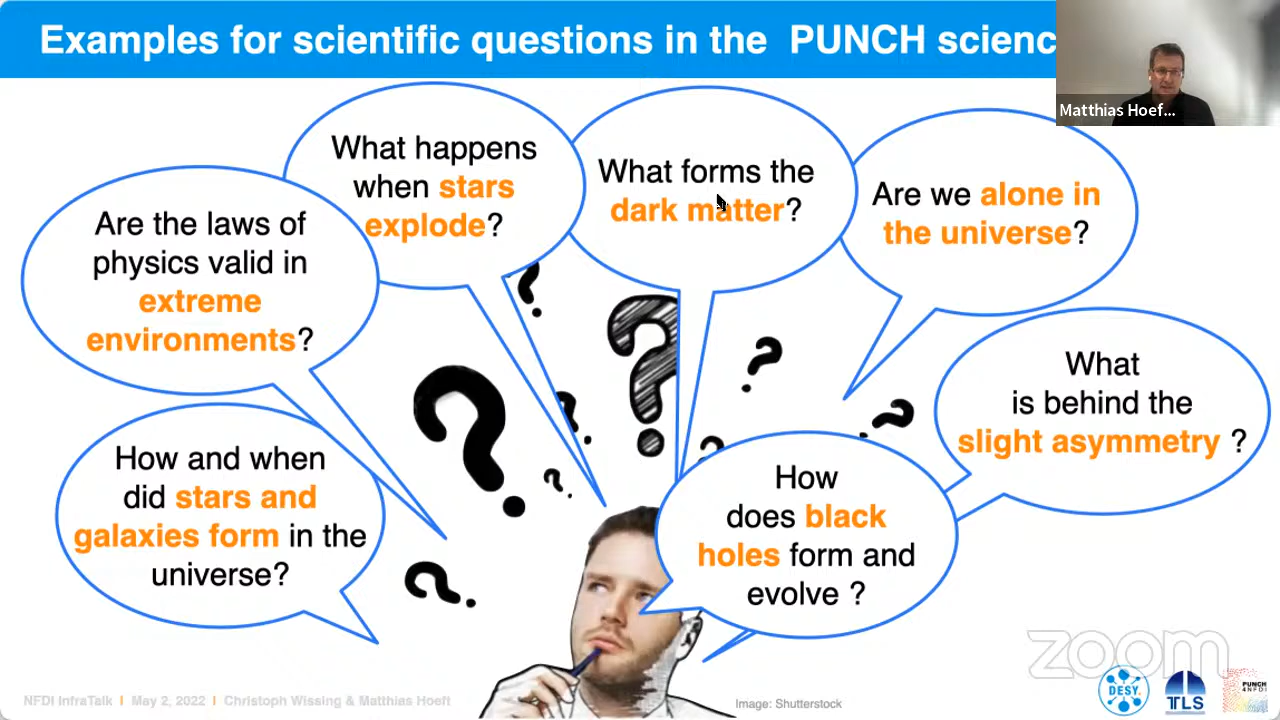 Examples for scientific questions in the PUNCH scienc
Matthias Hoef...
What happens
when stars
explode?
What forms the
dark matter?
Are we alone in
the universe?
Are the laws of
physics valid in
extreme
environments?
What
is behind the
slight asymmetry ?
How and when
did stars and
galaxies form in the
universe?
How
does black
holes form and
evolve ?
zoom
NFDI InfraTalk I May 2, 2022 I Christoph Wissing & Matthias Hoeft
Image: Shutterstock
DESY.
TLS
PUNCH
4NFDI